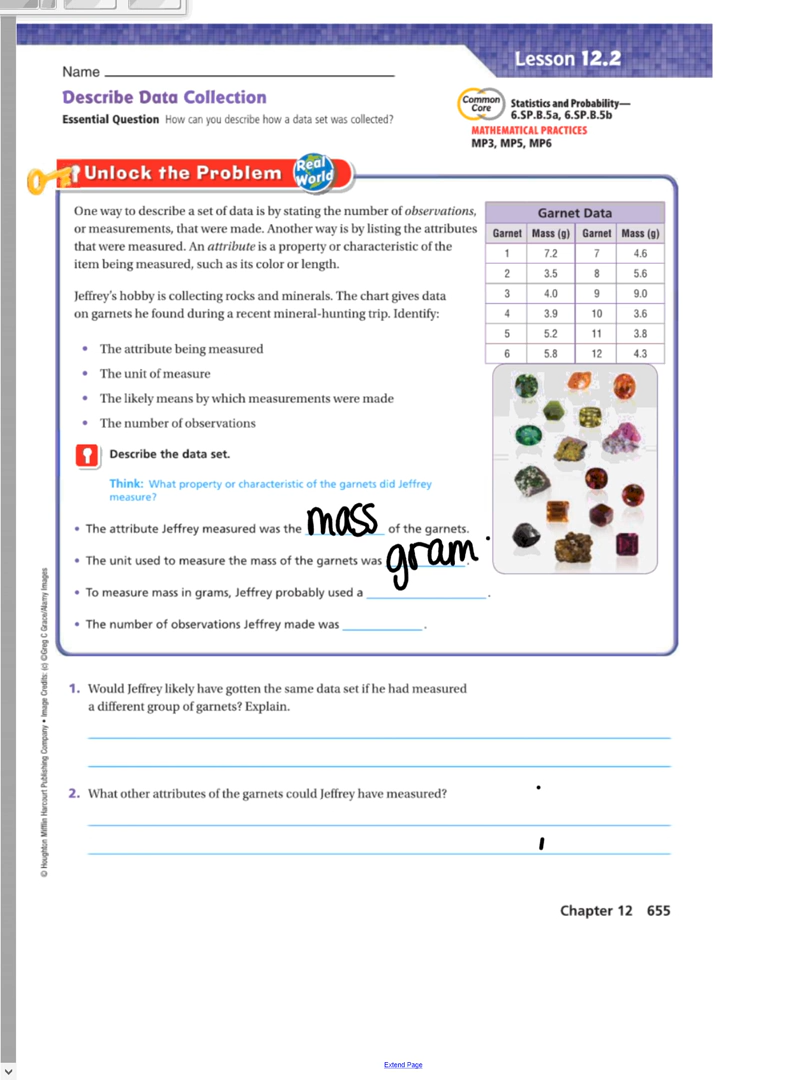 Lesson 12.2
Name
Describe Data Collection
Essential Question How can you describe how a data set was collected?
Common Core
Statistics and Probability—
6.SP.B.5a, 6.SP.B.5b
MATHEMATICAL PRACTICES
MP3, MP5, MP6
Unlock the Problem
Real World
One way to describe a set of data is by stating the number of observations,
or measurements, that were made. Another way is by listing the attributes
that were measured. An attribute is a property or characteristic of the
item being measured, such as its color or length.
Jeffrey's hobby is collecting rocks and minerals. The chart gives data
on garnets he found during a recent mineral-hunting trip. Identify:
• The attribute being measured
• The unit of measure
• The likely means by which measurements were made
• The number of observations
Garnet Data
Garnet Mass (g) Garnet Mass (g)
1 7.2 7 4.6
2 3.5 8 5.6
3 4.0 9 9.0
4 3.9 10 3.6
5 5.2 11 3.8
6 5.8 12 4.3
Describe the data set.
Think: What property or characteristic of the garnets did Jeffrey
measure?
• The attribute Jeffrey measured was the mass of the garnets.
• The unit used to measure the mass of the garnets was gram.
• To measure mass in grams, Jeffrey probably used a ____________.
• The number of observations Jeffrey made was ____________.
1. Would Jeffrey likely have gotten the same data set if he had measured
a different group of garnets? Explain.
2. What other attributes of the garnets could Jeffrey have measured?
© Houghton Mifflin Harcourt Publishing Company • Image Credits: (c) ©Greg C Grace/Alamy Images
Chapter 12 655
Extend Page